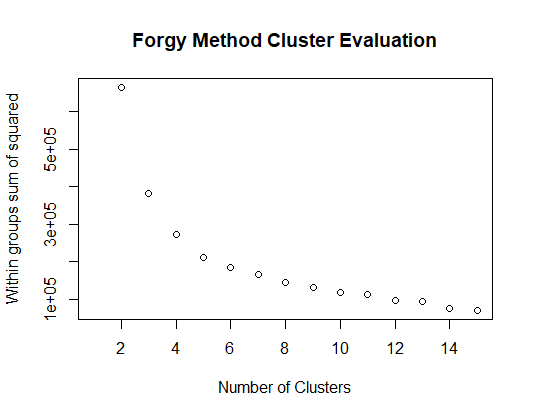 Forgy Method Cluster Evaluation
Within groups sum of squared
5e+05
3e+05
1e+05
2 4 6 8 10 12 14
Number of Clusters